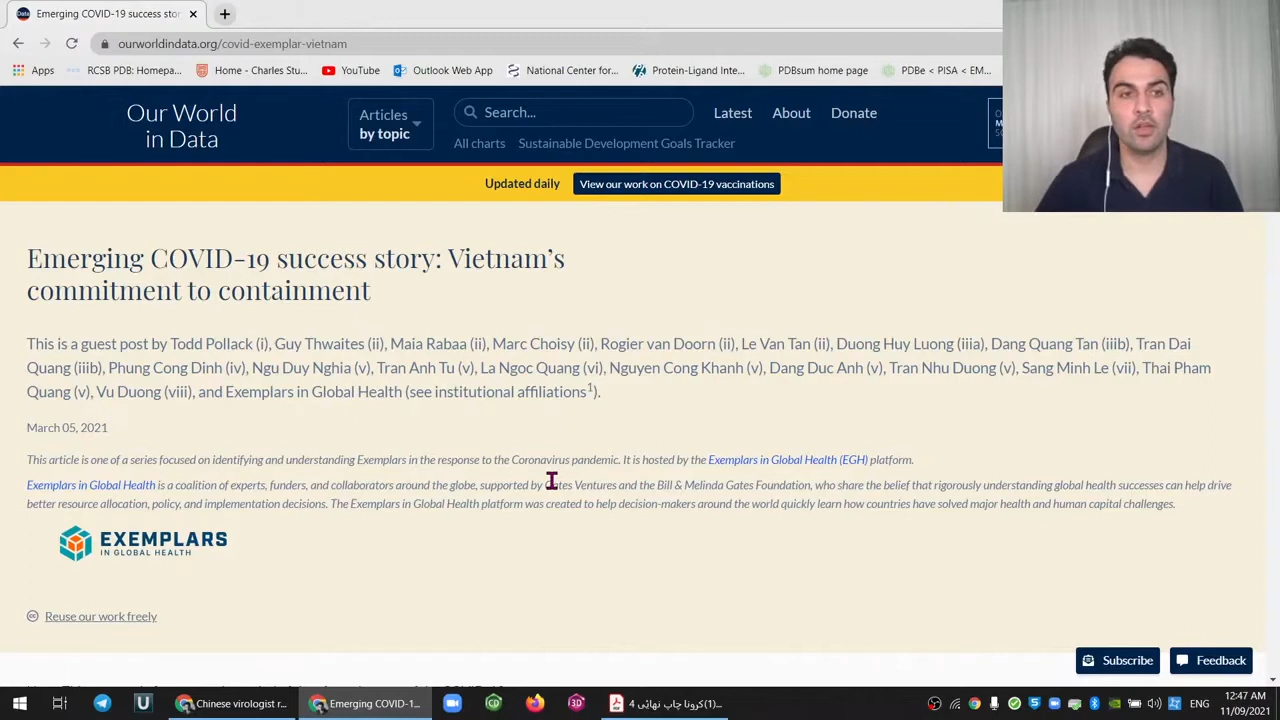 Emerging COVID-19 success stor
ourworldindata.org/covid-exemplar-vietnam
Apps RCSB PDB: Homepa... Home - Charles Stu... YouTube Outlook Web App National Center for... Protein-Ligand Inte... PDBsum home page PDBe < PISA < EM...
Our World
in Data
Articles
by topic
Search...
Latest About Donate
All charts Sustainable Development Goals Tracker
Updated daily View our work on COVID-19 vaccinations
Emerging COVID-19 success story: Vietnam’s
commitment to containment
This is a guest post by Todd Pollack (i), Guy Thwaites (ii), Maia Rabaa (ii), Marc Choisy (ii), Rogier van Doorn (ii), Le Van Tan (ii), Duong Huy Luong (iiia), Dang Quang Tan (iiib), Tran Dai
Quang (iiib), Phung Cong Dinh (iv), Ngu Duy Nghia (v), Tran Anh Tu (v), La Ngoc Quang (vi), Nguyen Cong Khanh (v), Dang Duc Anh (v), Tran Nhu Duong (v), Sang Minh Le (vii), Thai Pham
Quang (v), Vu Duong (viii), and Exemplars in Global Health (see institutional affiliations1).
March 05, 2021
This article is one of a series focused on identifying and understanding Exemplars in the response to the Coronavirus pandemic. It is hosted by the Exemplars in Global Health (EGH) platform.
Exemplars in Global Health is a coalition of experts, funders, and collaborators around the globe, supported by Gates Ventures and the Bill & Melinda Gates Foundation, who share the belief that rigorously understanding global health successes can help drive
better resource allocation, policy, and implementation decisions. The Exemplars in Global Health platform was created to help decision-makers around the world quickly learn how countries have solved major health and human capital challenges.
EXEMPLARS
IN GLOBAL HEALTH
Reuse our work freely
Subscribe Feedback
Chinese virologist r... Emerging COVID-1... 4 کرونا چاپ نهایی(1)... ENG 12:47 AM
11/09/2021